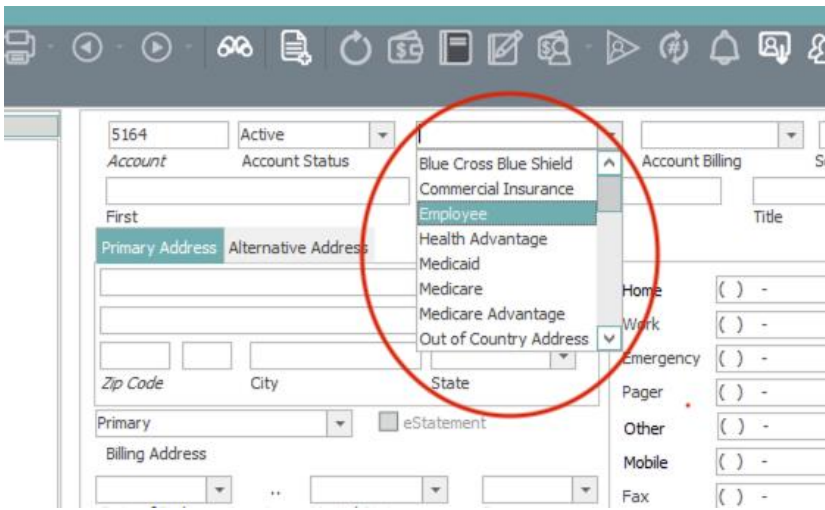 5164 Active
Account Account Status Account Billing
Blue Cross Blue Shield
Commercial Insurance
Employee
Health Advantage
Medicaid
Medicare
Medicare Advantage
Out of Country Address
First Title
Primary Address Alternative Address
Home ( ) -
Work ( ) -
Emergency ( ) -
Zip Code City State
Pager ( ) -
Primary eStatement
Other ( ) -
Billing Address
Mobile ( ) -
Fax ( ) -